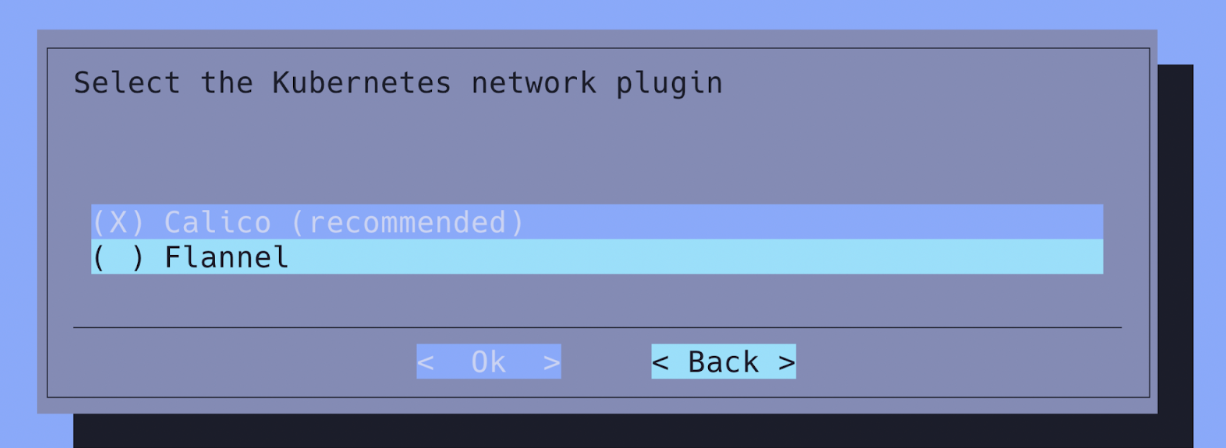 Select the Kubernetes network plugin
(X) Calico (recommended)
( ) Flannel
<  Ok  > < Back >